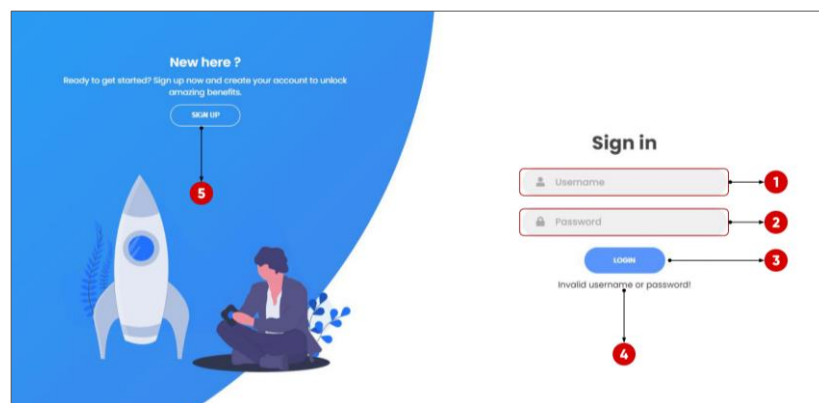 New here ?
Ready to get started? Sign up now and create your account to unlock
amazing benefits.
SIGN UP
5
Sign in
Username
1
Password
2
LOGIN
3
Invalid username or password!
4